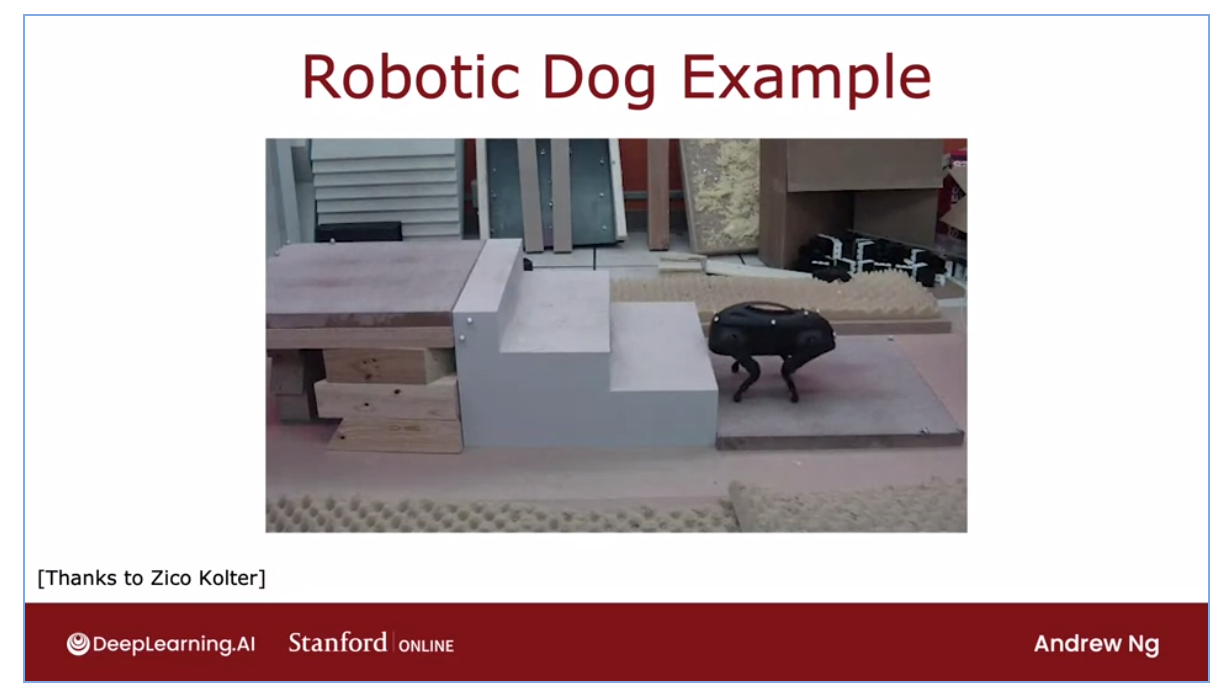 Robotic Dog Example
[Thanks to Zico Kolter]
DeepLearning.AI Stanford ONLINE Andrew Ng